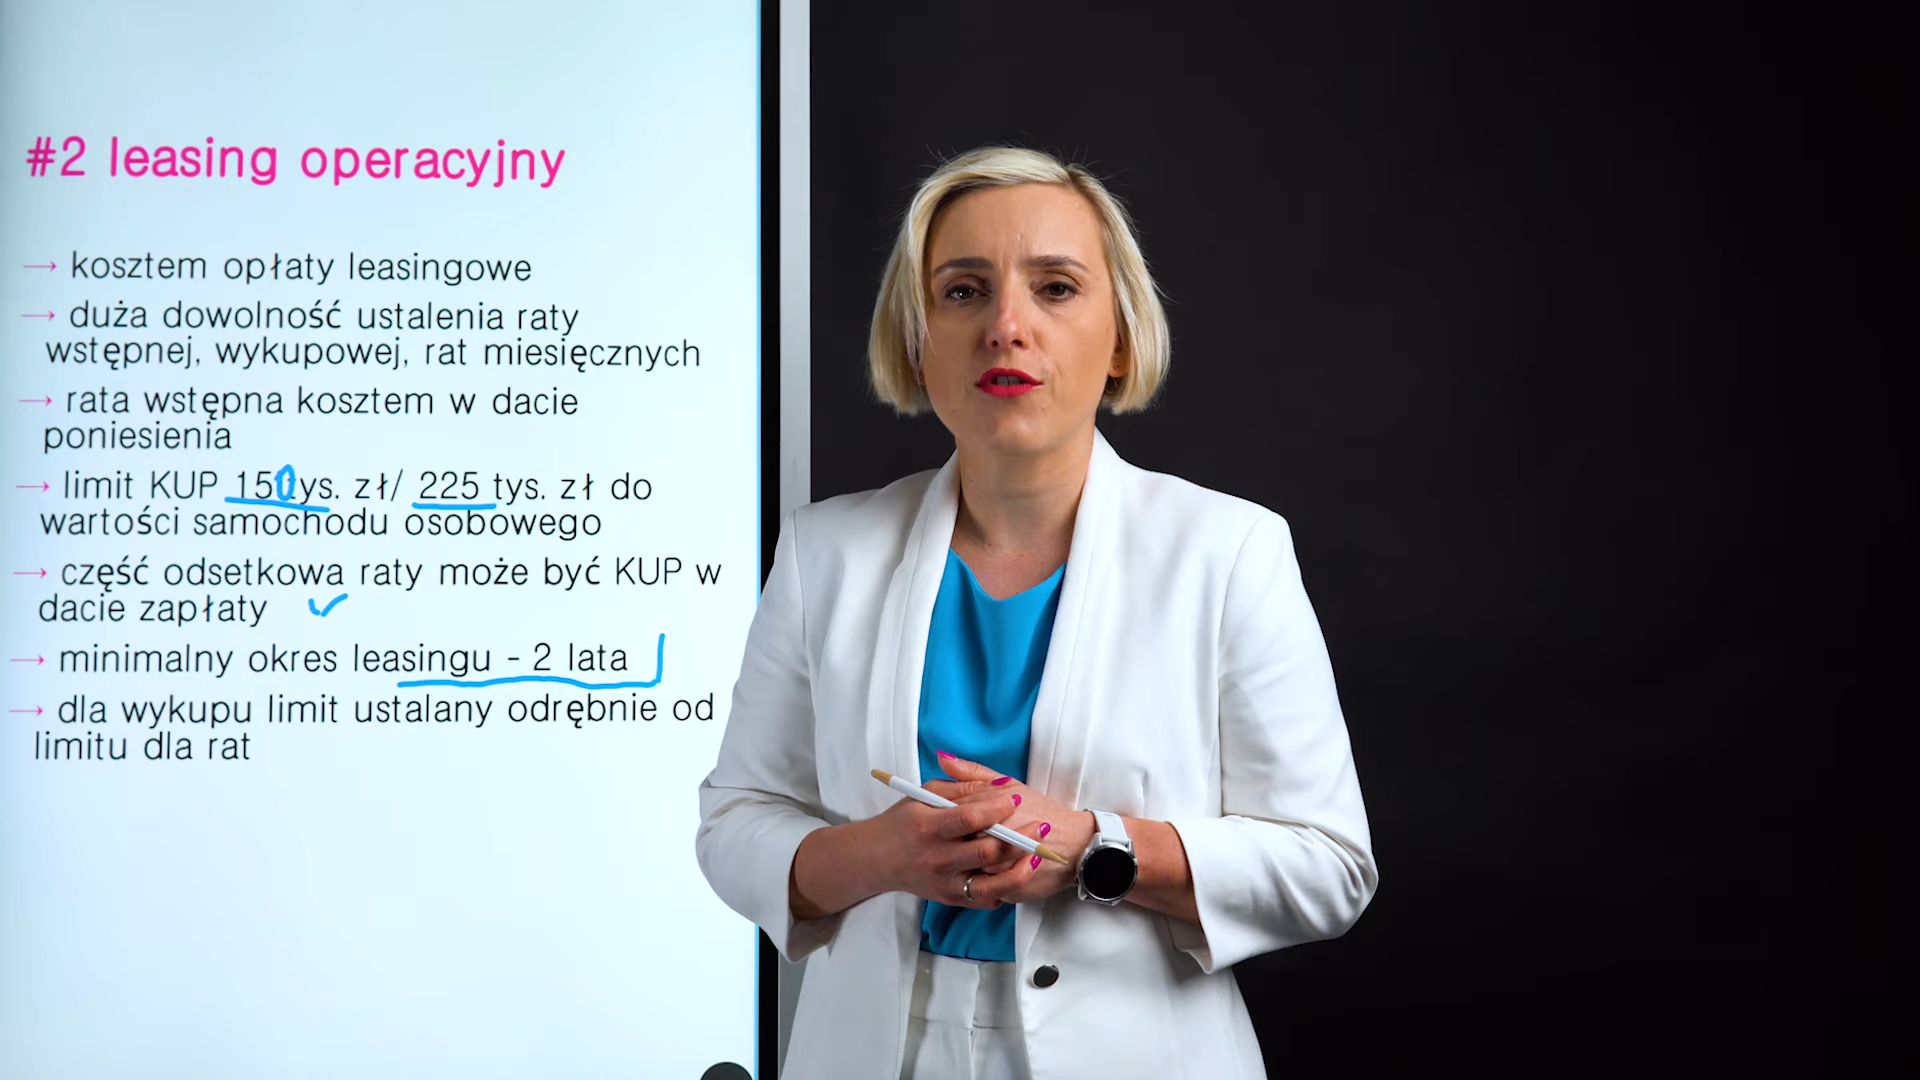 #2 leasing operacyjny
→ kosztem opłaty leasingowe
→ duża dowolność ustalenia raty
wstępnej, wykupowej, rat miesięcznych
→ rata wstępna kosztem w dacie
poniesienia
→ limit KUP 150 tys. zł/ 225 tys. zł do
wartości samochodu osobowego
→ część odsetkowa raty może być KUP w
dacie zapłaty
→ minimalny okres leasingu - 2 lata
→ dla wykupu limit ustalany odrębnie od
limitu dla rat